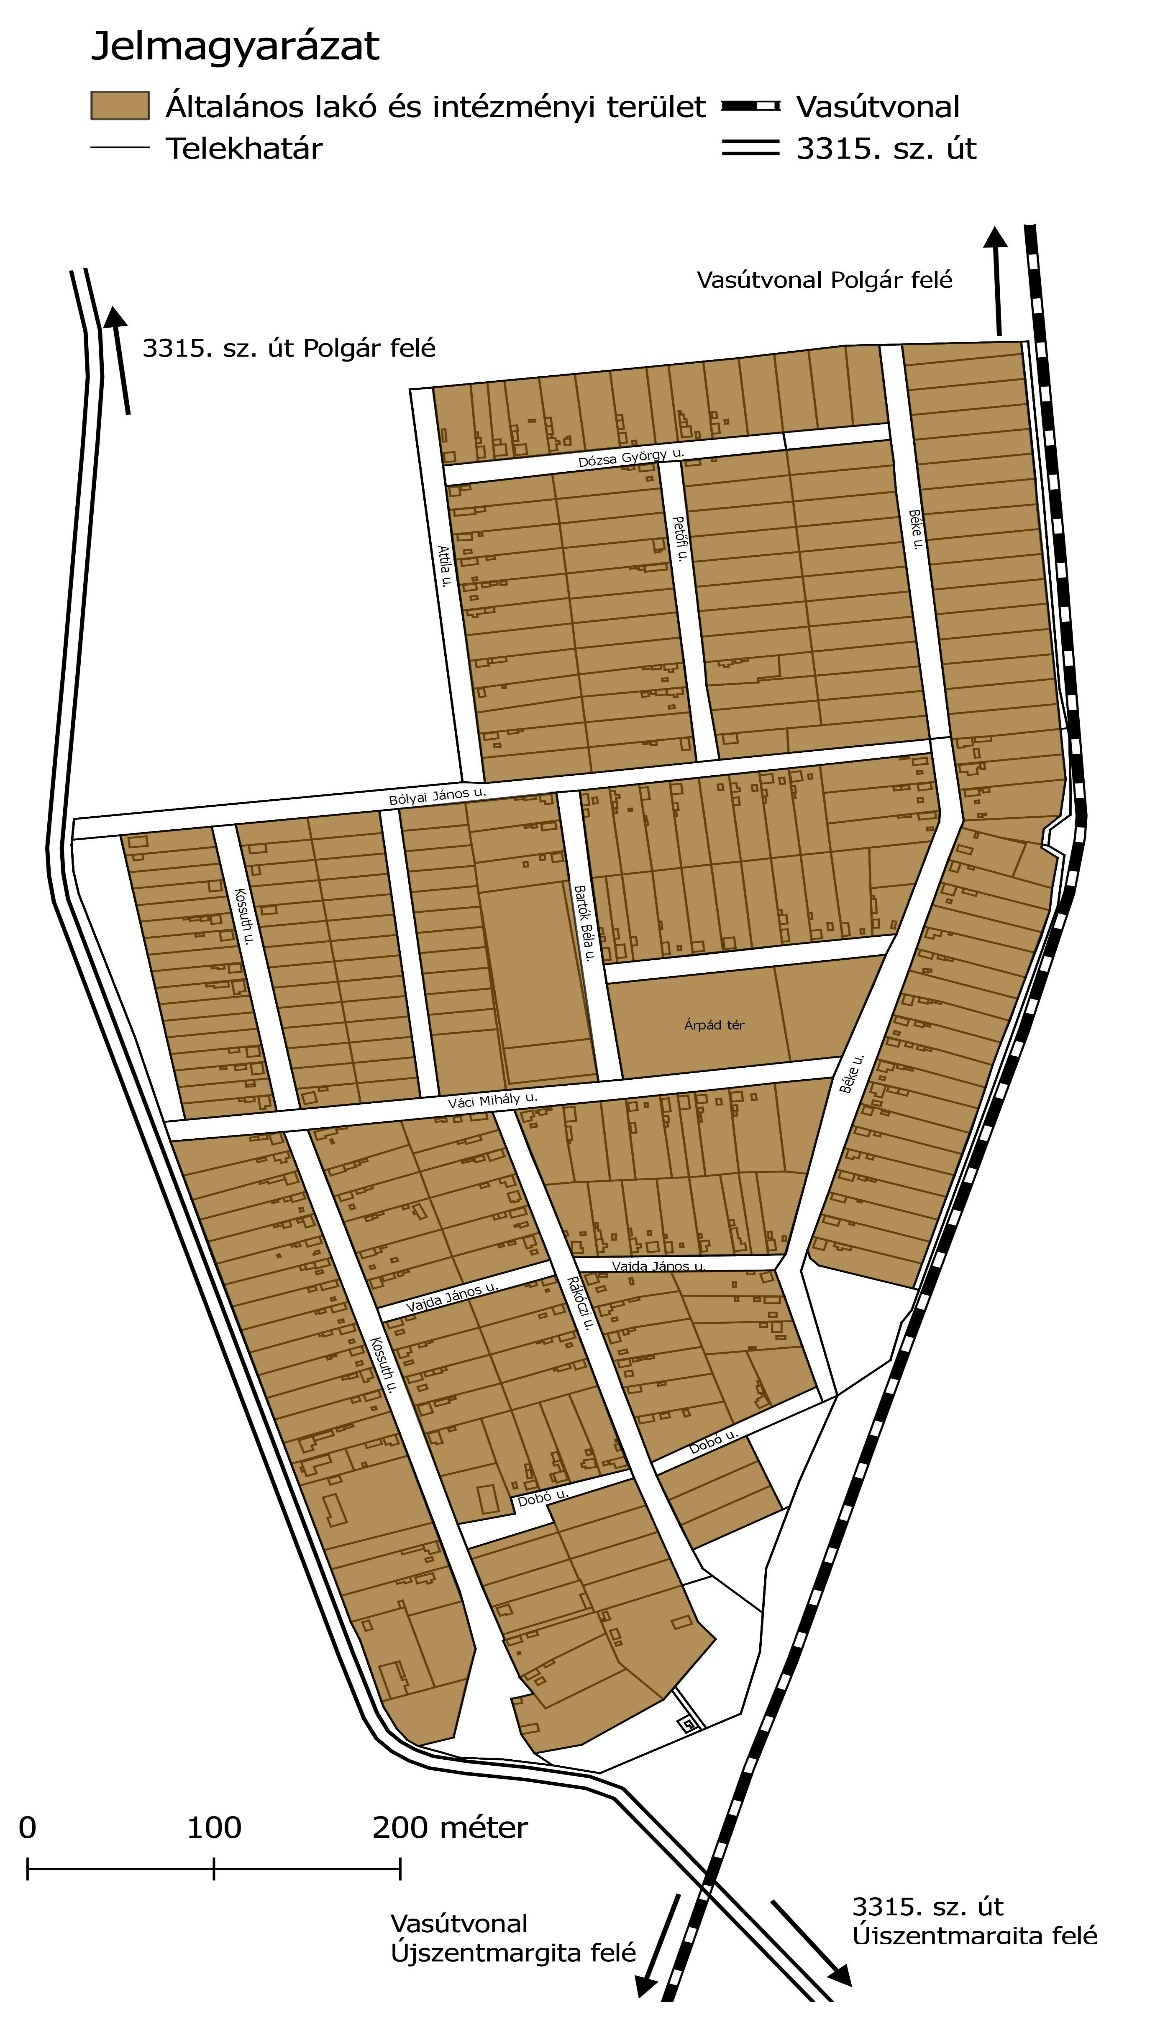 Jelmagyarázat
Általános lakó és intézményi terület
Vasútvonal
Telekhatár
3315. sz. út
Vasútvonal Polgár felé
3315. sz. út Polgár felé
Dózsa György u.
Petőfi u.
Béke u.
Attila u.
Bólyai János u.
Kossuth u.
Bartók Béla u.
Árpád tér
Béke u.
Váci Mihály u.
Vajda János u.
Vajda János u.
Rákóczi u.
Kossuth u.
Dobó u.
Dobó u.
0 100 200 méter
3315. sz. út
Újszentmargita felé
Vasútvonal
Újszentmargita felé